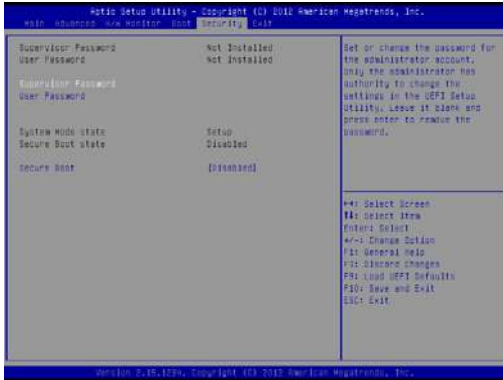 Aptio Setup Utility - Copyright (C) 2012 American Megatrends, Inc.
Main Advanced H/W Monitor Boot Security Exit
Supervisor Password Not Installed
User Password Not Installed
Supervisor Password
User Password
System Mode state Setup
Secure Boot state Disabled
Secure Boot [Disabled]
Set or change the password for
the administrator account.
Only the administrator has
authority to change the
settings in the UEFI Setup
Utility. Leave it blank and
press enter to remove the
password.
→←: Select Screen
↑↓: Select Item
Enter: Select
+/-: Change Option
F1: General Help
F7: Discard Changes
F9: Load UEFI Defaults
F10: Save and Exit
ESC: Exit
Version 2.15.1234. Copyright (C) 2012 American Megatrends, Inc.